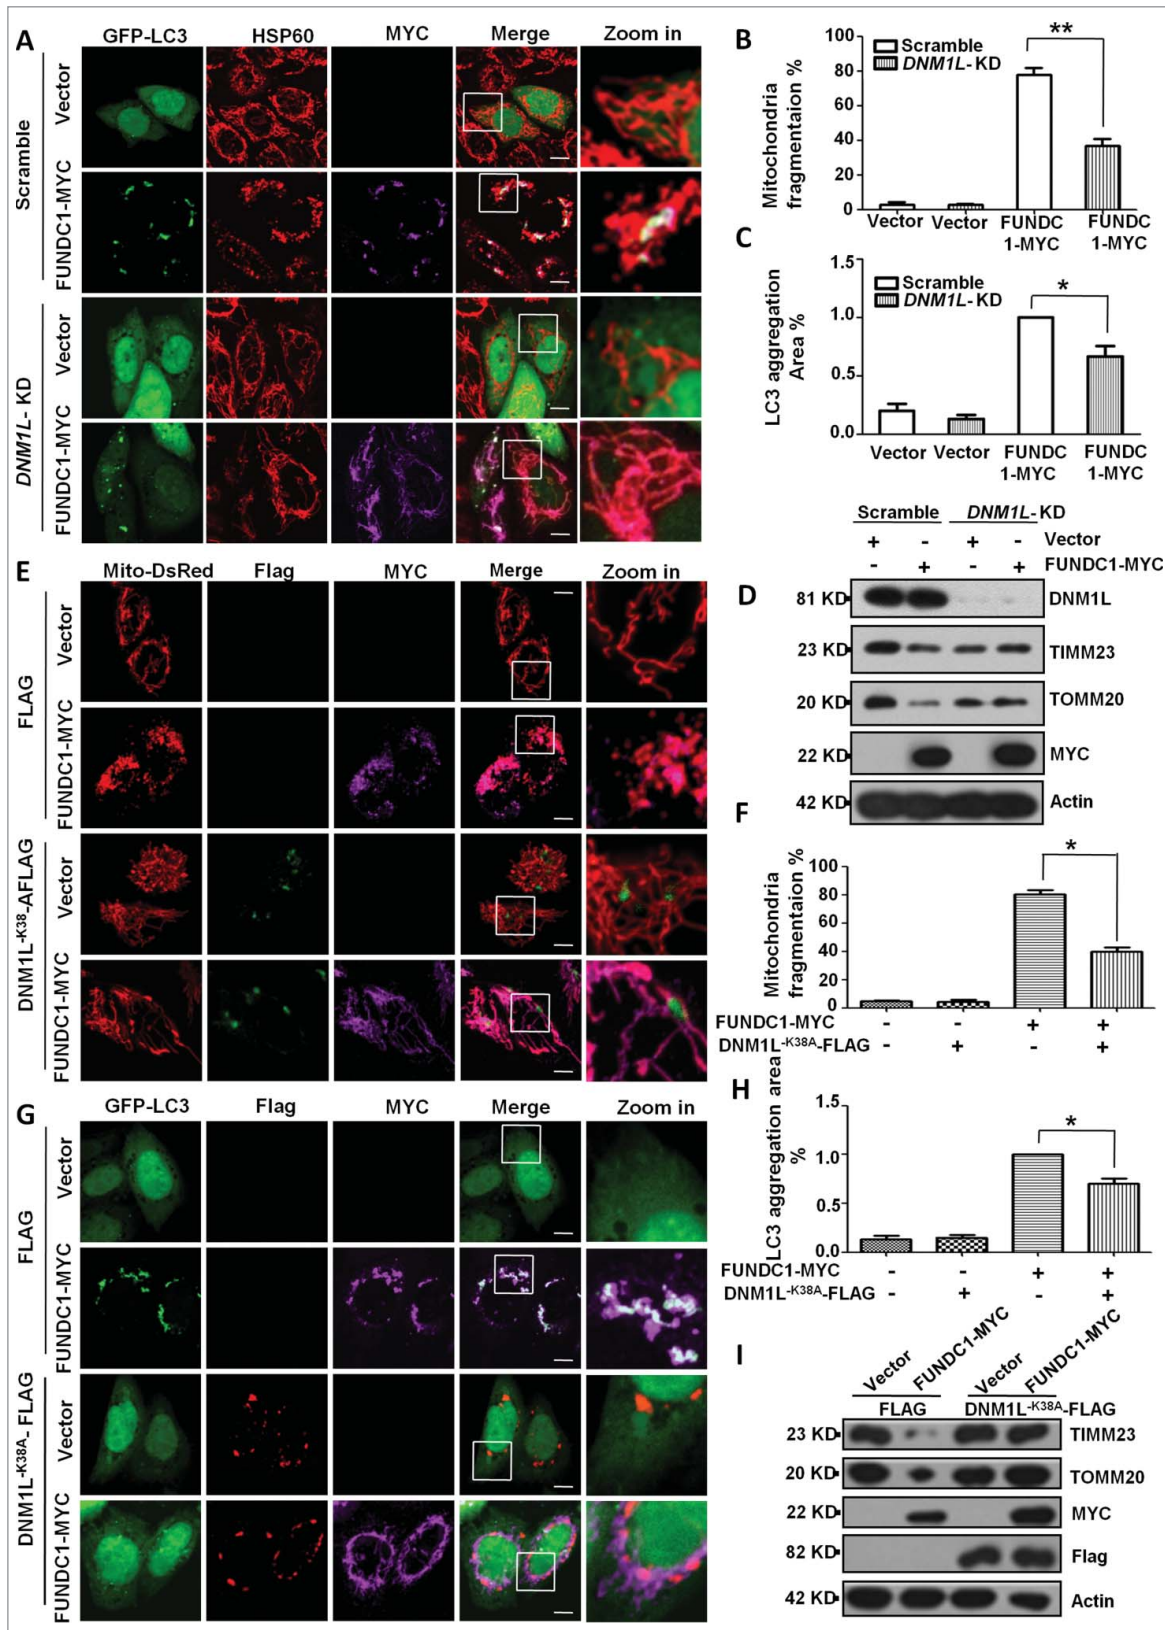 A
GFP-LC3 HSP60 MYC Merge Zoom in
Scramble
Vector
FUNDC1-MYC
DNM1L- KD
Vector
FUNDC1-MYC
B
Mitochondria
fragmentaion %
100
80
60
40
20
0
Scramble
DNM1L- KD
**
Vector Vector FUNDC FUNDC
1-MYC 1-MYC
C
LC3 aggregation
Area %
1.5
1.0
0.5
0.0
Scramble
DNM1L- KD
*
Vector Vector FUNDC FUNDC
1-MYC 1-MYC
D
Scramble DNM1L- KD
+ - + - Vector
- + - + FUNDC1-MYC
81 KD DNM1L
23 KD TIMM23
20 KD TOMM20
22 KD MYC
42 KD Actin
E
Mito-DsRed Flag MYC Merge Zoom in
FLAG
Vector
FUNDC1-MYC
DNM1L-K38-AFLAG
Vector
FUNDC1-MYC
F
Mitochondria
fragmentaion %
100
80
60
40
20
0
*
FUNDC1-MYC - - + +
DNM1L-K38A-FLAG - + - +
G
GFP-LC3 Flag MYC Merge Zoom in
FLAG
Vector
FUNDC1-MYC
DNM1L-K38A- FLAG
Vector
FUNDC1-MYC
H
LC3 aggregation area
%
1.5
1.0
0.5
0.0
*
FUNDC1-MYC - - + +
DNM1L-K38A-FLAG - + - +
I
Vector FUNDC1-MYC Vector FUNDC1-MYC
FLAG DNM1L-K38A-FLAG
23 KD TIMM23
20 KD TOMM20
22 KD MYC
82 KD Flag
42 KD Actin